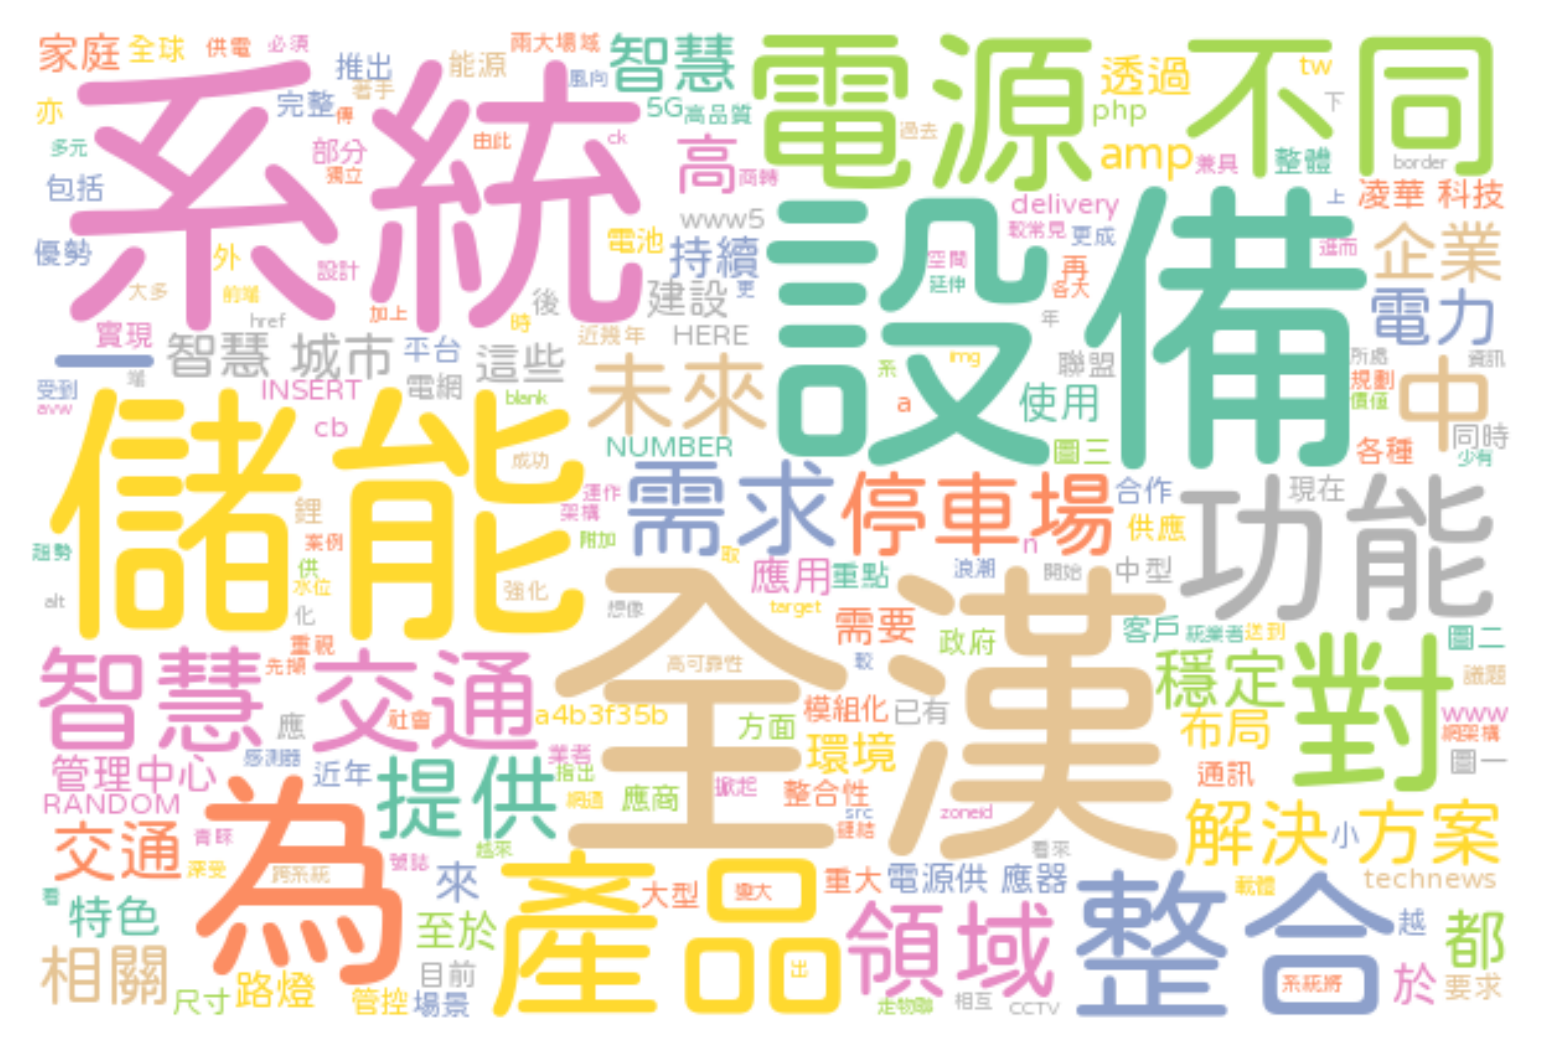 家庭
全球
供電
必須
推出
能源
著手
兩大場域
風向
智慧
電源
不同
透過
tw
下
php
amp
兼具
整體
border
過去
5G
高品質
亦
完整
傳
多元
包括
部分
獨立
由此
ck
系統
高
商轉
www5
delivery
較常見
更成
上
凌華 科技
優勢
外
設計
大多
前端
加上
href
電池
持續
建設
更
空間
延伸
再
各大
年
設備
企業
進而
電力
實現
一
智慧 城市
平台
這些
後
時
近幾年
HERE
端
受到
avw
INSERT
電網
blank
cb
未來
NUMBER
系
img
a
聯盟
使用
圖三
所處
資訊
規劃
價值
中
同時
少有
各種
儲能
成功
運作
架構
鋰
案例
供
水位
化
附加
強化
趨勢
alt
需求
停車場
合作
供應
現在
功能
取
n
應用
重點
浪潮
開始
中型
target
想像
需要
政府
客戶
統業者
送到
圖二
重視
先擴
智慧 交通
應
社會
全漢
高可靠性
較
穩定
對
議題
a4b3f35b
方面
模組化
已有
布局
www
網架構
圖一
管理中心
感測器
近年
RANDOM
提供
業者
指出
網通
應商
掀起
環境
整合性
src
鏈結
zoneid
通訊
交通
青睞
深受
為
跨系統
號誌
越來
看來
解決
小
方案
technews
看
特色
來
至於
產品
大型
澳大
重大
電源供 應器
載體
領域
整合
系統將
越
都
相關
尺寸
路燈
管控
目前
場景
出
走物聯
相互
CCTV
於
要求